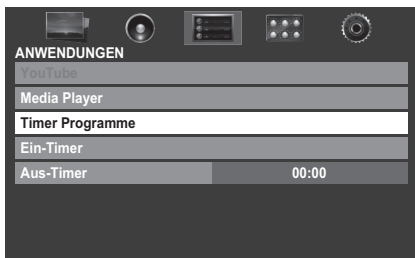 ANWENDUNGEN
YouTube
Media Player
Timer Programme
Ein-Timer
Aus-Timer 00:00